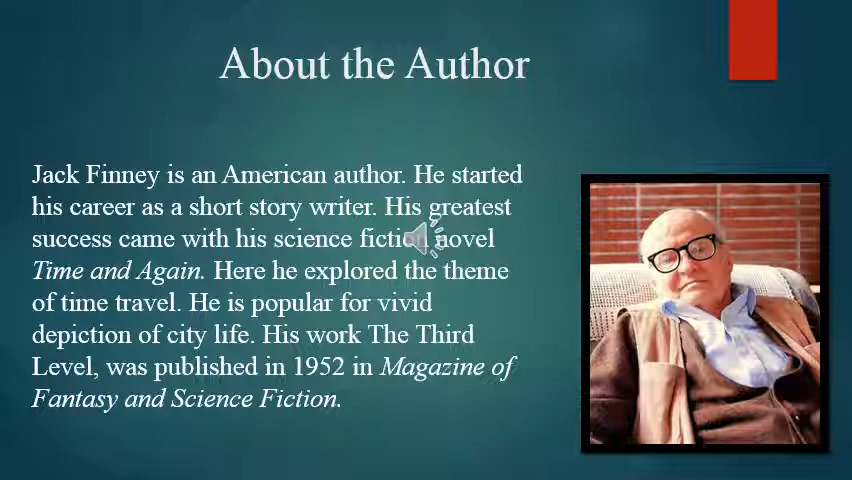 About the Author
Jack Finney is an American author. He started
his career as a short story writer. His greatest
success came with his science fiction novel
Time and Again. Here he explored the theme
of time travel. He is popular for vivid
depiction of city life. His work The Third
Level, was published in 1952 in Magazine of
Fantasy and Science Fiction.